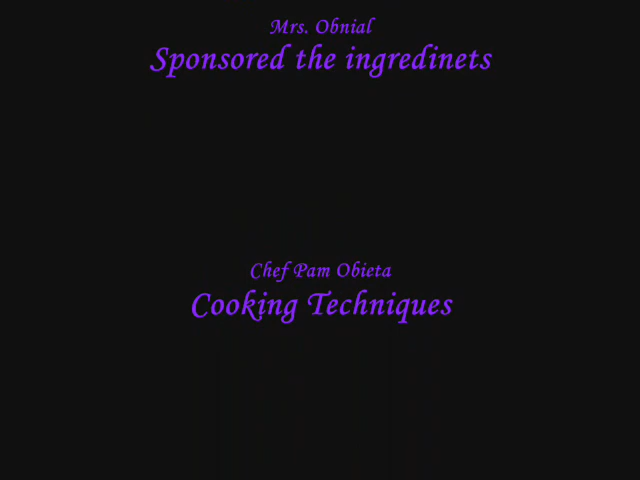 Mrs. Obnial
Sponsored the ingredinets
Chef Pam Obieta
Cooking Techniques